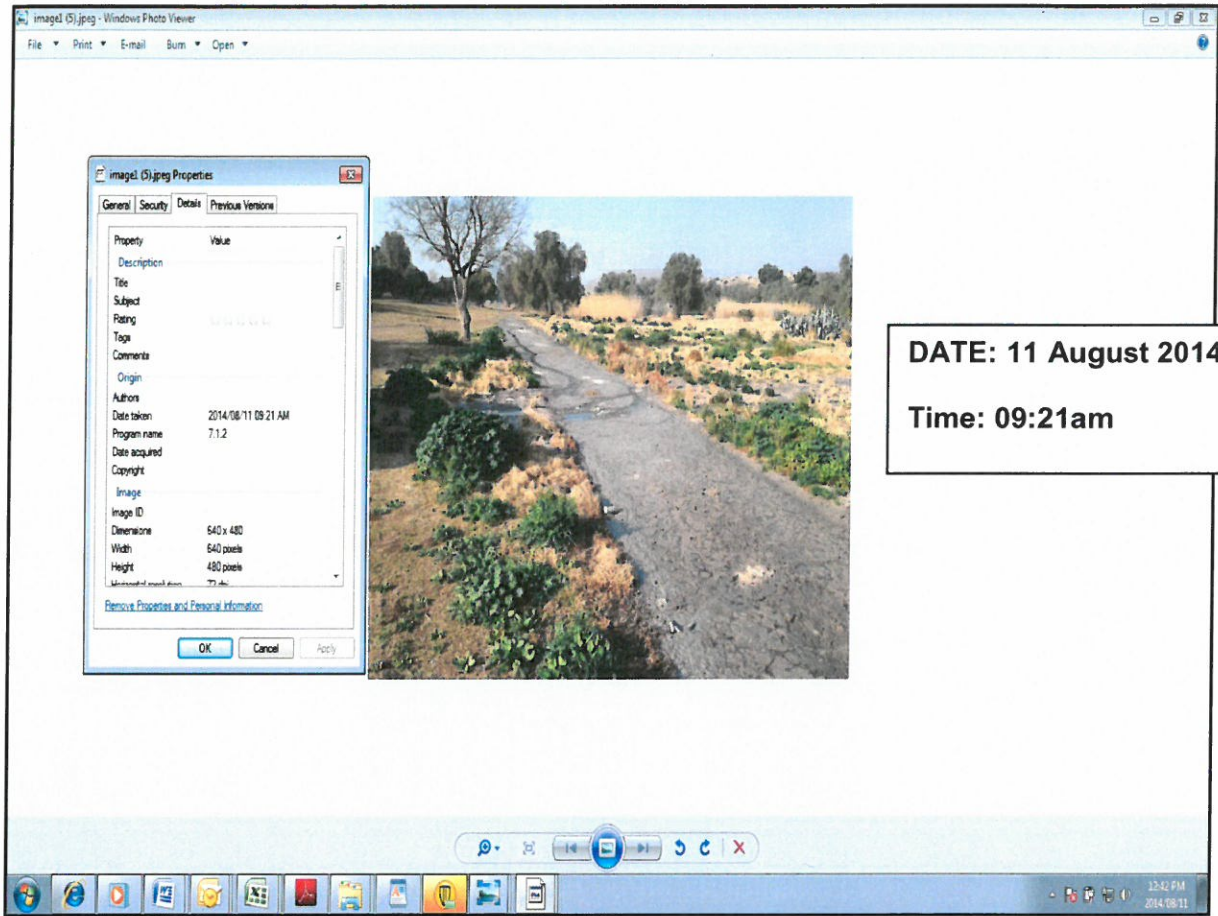 image1 (5).jpeg - Windows Photo Viewer
File Print E-mail Burn Open
image1 (5).jpeg Properties
General Security Details Previous Versions
Property Value
Description
Title
Subject
Rating
Tags
Comments
Origin
Authors
Date taken 2014/08/11 09:21 AM
Program name 7.1.2
Date acquired
Copyright
Image
Image ID
Dimensions 640 x 480
Width 640 pixels
Height 480 pixels
Horizontal resolution 72 dpi
Remove Properties and Personal Information
OK Cancel Apply
DATE: 11 August 2014
Time: 09:21am
12:42 PM
2014/08/11